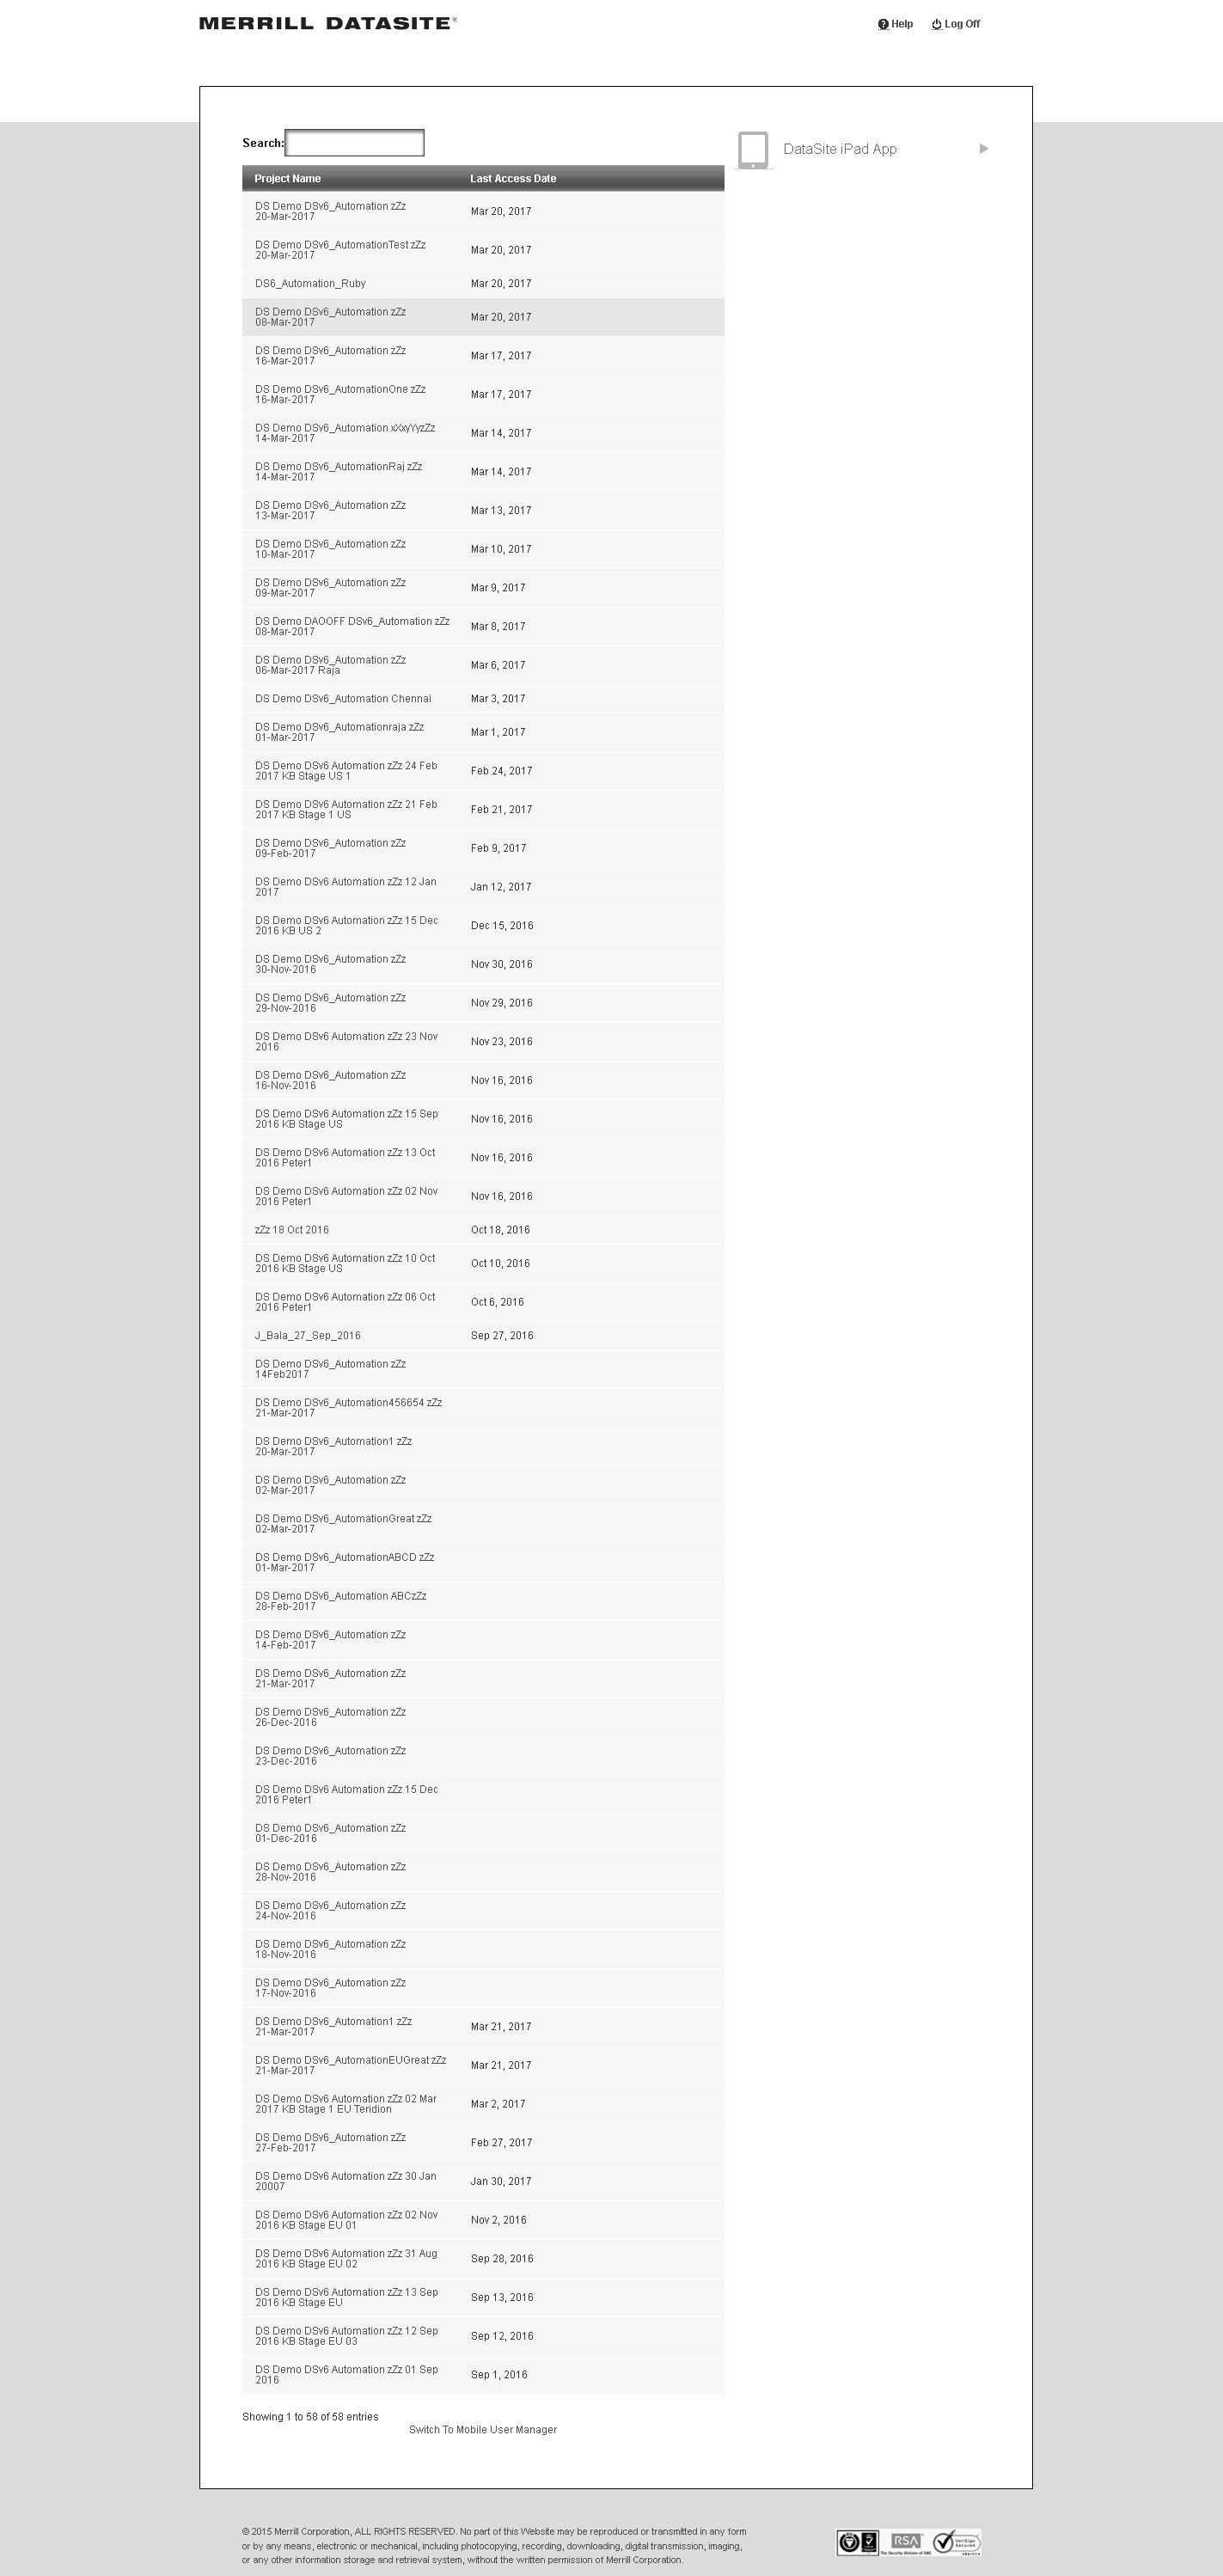 MERRILL DATASITE®
Help Log Off
Search:
DataSite iPad App
Project Name Last Access Date
DS Demo DSv6_Automation zZz
20-Mar-2017
Mar 20, 2017
DS Demo DSv6_AutomationTest zZz
20-Mar-2017
Mar 20, 2017
DS6_Automation_Ruby Mar 20, 2017
DS Demo DSv6_Automation zZz
08-Mar-2017
Mar 20, 2017
DS Demo DSv6_Automation zZz
16-Mar-2017
Mar 17, 2017
DS Demo DSv6_AutomationOne zZz
16-Mar-2017
Mar 17, 2017
DS Demo DSv6_Automation xXxyYyzZz
14-Mar-2017
Mar 14, 2017
DS Demo DSv6_AutomationRaj zZz
14-Mar-2017
Mar 14, 2017
DS Demo DSv6_Automation zZz
13-Mar-2017
Mar 13, 2017
DS Demo DSv6_Automation zZz
10-Mar-2017
Mar 10, 2017
DS Demo DSv6_Automation zZz
09-Mar-2017
Mar 9, 2017
DS Demo DAOOFF DSv6_Automation zZz
08-Mar-2017
Mar 8, 2017
DS Demo DSv6_Automation zZz
06-Mar-2017 Raja
Mar 6, 2017
DS Demo DSv6_Automation Chennai Mar 3, 2017
DS Demo DSv6_Automationraja zZz
01-Mar-2017
Mar 1, 2017
DS Demo DSv6 Automation zZz 24 Feb
2017 KB Stage US 1
Feb 24, 2017
DS Demo DSv6 Automation zZz 21 Feb
2017 KB Stage 1 US
Feb 21, 2017
DS Demo DSv6_Automation zZz
09-Feb-2017
Feb 9, 2017
DS Demo DSv6 Automation zZz 12 Jan
2017
Jan 12, 2017
DS Demo DSv6 Automation zZz 15 Dec
2016 KB US 2
Dec 15, 2016
DS Demo DSv6_Automation zZz
30-Nov-2016
Nov 30, 2016
DS Demo DSv6_Automation zZz
29-Nov-2016
Nov 29, 2016
DS Demo DSv6 Automation zZz 23 Nov
2016
Nov 23, 2016
DS Demo DSv6_Automation zZz
16-Nov-2016
Nov 16, 2016
DS Demo DSv6 Automation zZz 15 Sep
2016 KB Stage US
Nov 16, 2016
DS Demo DSv6 Automation zZz 13 Oct
2016 Peter1
Nov 16, 2016
DS Demo DSv6 Automation zZz 02 Nov
2016 Peter1
Nov 16, 2016
zZz 18 Oct 2016 Oct 18, 2016
DS Demo DSv6 Automation zZz 10 Oct
2016 KB Stage US
Oct 10, 2016
DS Demo DSv6 Automation zZz 06 Oct
2016 Peter1
Oct 6, 2016
J_Bala_27_Sep_2016 Sep 27, 2016
DS Demo DSv6_Automation zZz
14Feb2017
DS Demo DSv6_Automation456654 zZz
21-Mar-2017
DS Demo DSv6_Automation1 zZz
20-Mar-2017
DS Demo DSv6_Automation zZz
02-Mar-2017
DS Demo DSv6_AutomationGreat zZz
02-Mar-2017
DS Demo DSv6_AutomationABCD zZz
01-Mar-2017
DS Demo DSv6_Automation ABCzZz
28-Feb-2017
DS Demo DSv6_Automation zZz
14-Feb-2017
DS Demo DSv6_Automation zZz
21-Mar-2017
DS Demo DSv6_Automation zZz
26-Dec-2016
DS Demo DSv6_Automation zZz
23-Dec-2016
DS Demo DSv6 Automation zZz 15 Dec
2016 Peter1
DS Demo DSv6_Automation zZz
01-Dec-2016
DS Demo DSv6_Automation zZz
28-Nov-2016
DS Demo DSv6_Automation zZz
24-Nov-2016
DS Demo DSv6_Automation zZz
18-Nov-2016
DS Demo DSv6_Automation zZz
17-Nov-2016
DS Demo DSv6_Automation1 zZz
21-Mar-2017
Mar 21, 2017
DS Demo DSv6_AutomationEUGreat zZz
21-Mar-2017
Mar 21, 2017
DS Demo DSv6 Automation zZz 02 Mar
2017 KB Stage 1 EU Teridion
Mar 2, 2017
DS Demo DSv6_Automation zZz
27-Feb-2017
Feb 27, 2017
DS Demo DSv6 Automation zZz 30 Jan
20007
Jan 30, 2017
DS Demo DSv6 Automation zZz 02 Nov
2016 KB Stage EU 01
Nov 2, 2016
DS Demo DSv6 Automation zZz 31 Aug
2016 KB Stage EU 02
Sep 28, 2016
DS Demo DSv6 Automation zZz 13 Sep
2016 KB Stage EU
Sep 13, 2016
DS Demo DSv6 Automation zZz 12 Sep
2016 KB Stage EU 03
Sep 12, 2016
DS Demo DSv6 Automation zZz 01 Sep
2016
Sep 1, 2016
Showing 1 to 58 of 58 entries
Switch To Mobile User Manager
© 2015 Merrill Corporation, ALL RIGHTS RESERVED. No part of this Website may be reproduced or transmitted in any form
or by any means, electronic or mechanical, including photocopying, recording, downloading, digital transmission, imaging,
or any other information storage and retrieval system, without the written permission of Merrill Corporation.
RSA
The Security Division of EMC
VeriSign
Secured